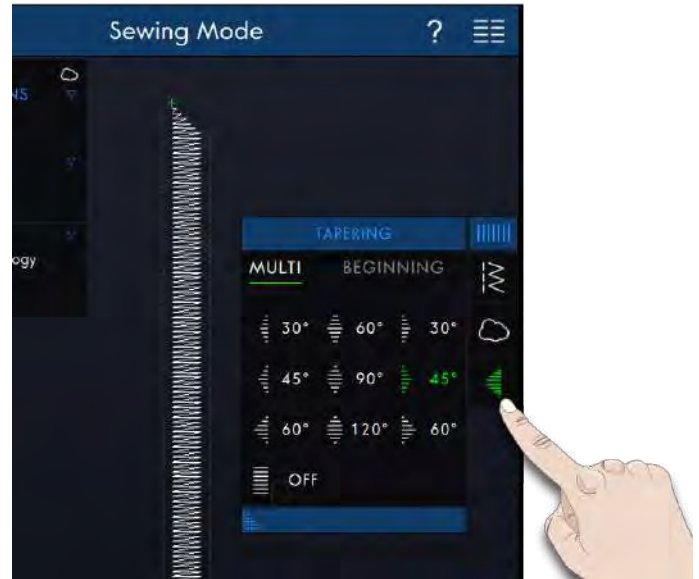 Sewing Mode ?
NS
ogy
TAPERING
MULTI BEGINNING
30° 60° 30°
45° 90° 45°
60° 120° 60°
OFF